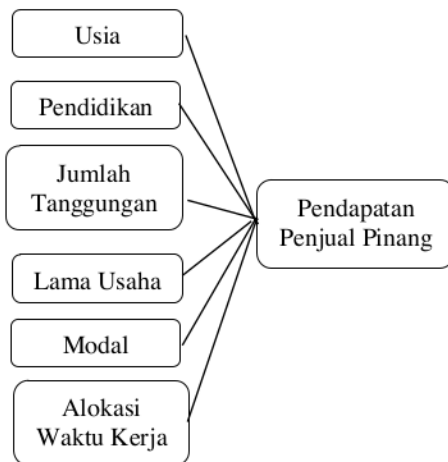 Usia
Pendidikan
Jumlah
Tanggungan
Lama Usaha
Modal
Alokasi
Waktu Kerja
Pendapatan
Penjual Pinang